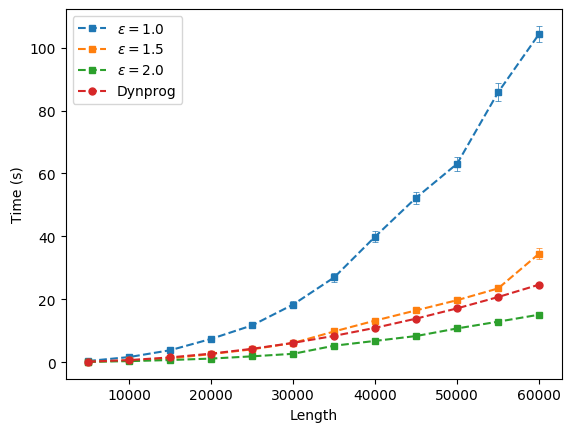 ε = 1.0
ε = 1.5
ε = 2.0
Dynprog
100
80
60
40
20
0
Time (s)
10000 20000 30000 40000 50000 60000
Length